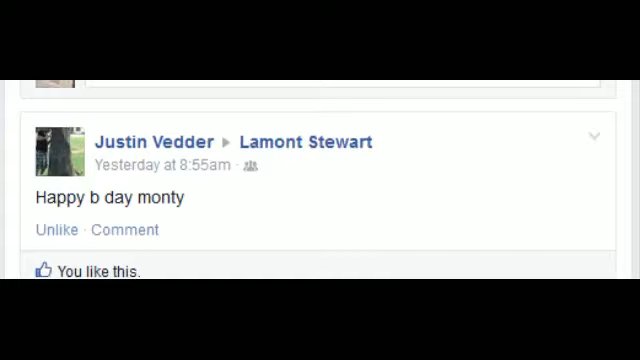 Justin Vedder ▸ Lamont Stewart
Yesterday at 8:55am ·
Happy b day monty
Unlike · Comment
You like this.